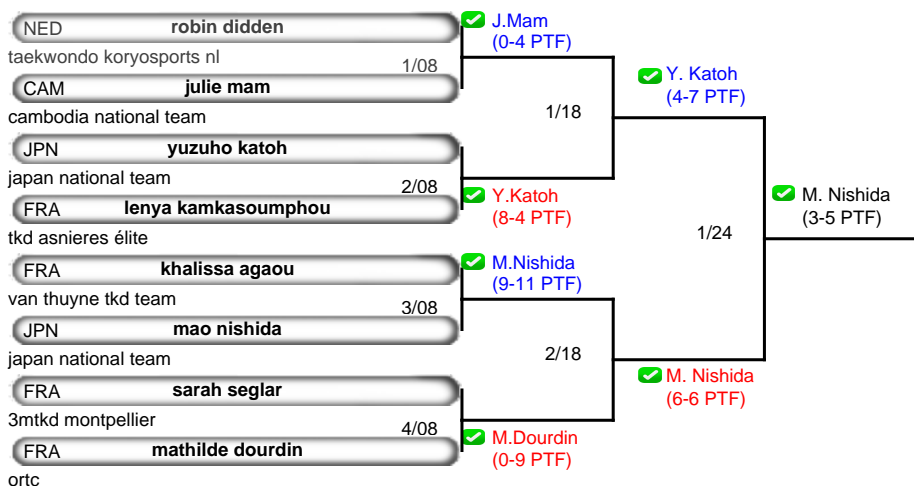 NED robin didden
taekwondo koryosports nl
1/08
CAM julie mam
cambodia national team
JPN yuzuho katoh
japan national team
2/08
FRA lenya kamkasoumphou
tkd asnieres élite
FRA khalissa agaou
van thuyne tkd team
3/08
JPN mao nishida
japan national team
FRA sarah seglar
3mtkd montpellier
4/08
FRA mathilde dourdin
ortc
J.Mam
(0-4 PTF)
1/18
Y.Katoh
(8-4 PTF)
M.Nishida
(9-11 PTF)
2/18
M.Dourdin
(0-9 PTF)
Y. Katoh
(4-7 PTF)
1/24
M. Nishida
(6-6 PTF)
M. Nishida
(3-5 PTF)